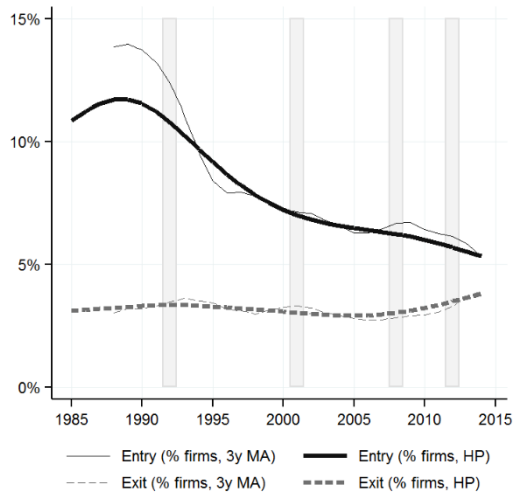 15%
10%
5%
0%
1985 1990 1995 2000 2005 2010 2015
Entry (% firms, 3y MA) Entry (% firms, HP)
Exit (% firms, 3y MA) Exit (% firms, HP)